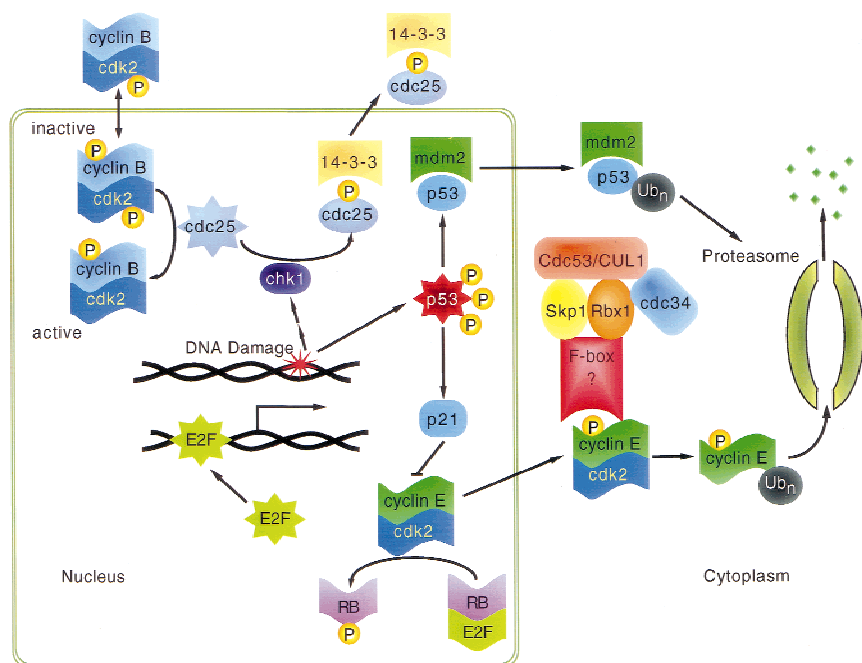 cyclin B
cdk2
P
14-3-3
P
cdc25
inactive
P
cyclin B
cdk2
P
14-3-3
P
cdc25
mdm2
p53
mdm2
p53
Ubn
cdc25
P
cyclin B
cdk2
active
chk1
p53
P
P
P
Proteasome
Cdc53/CUL1
Skp1
Rbx1
cdc34
F-box
?
DNA Damage
E2F
p21
P
cyclin E
cdk2
P
cyclin E
Ubn
E2F
cyclin E
cdk2
Nucleus
Cytoplasm
RB
P
RB
E2F